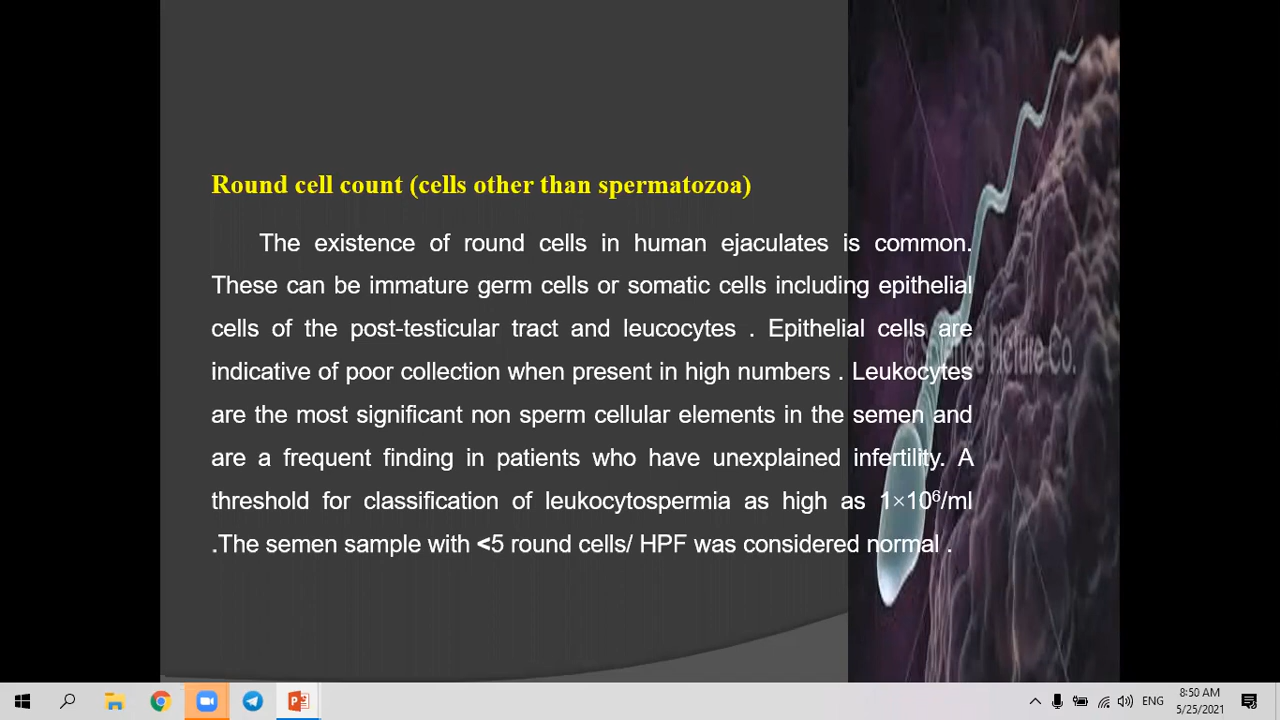 Round cell count (cells other than spermatozoa)
The existence of round cells in human ejaculates is common.
These can be immature germ cells or somatic cells including epithelial
cells of the post-testicular tract and leucocytes . Epithelial cells are
indicative of poor collection when present in high numbers . Leukocytes
are the most significant non sperm cellular elements in the semen and
are a frequent finding in patients who have unexplained infertility. A
threshold for classification of leukocytospermia as high as 1×10⁶/ml
.The semen sample with <5 round cells/ HPF was considered normal .
Picture Co.
ENG
8:50 AM
5/25/2021